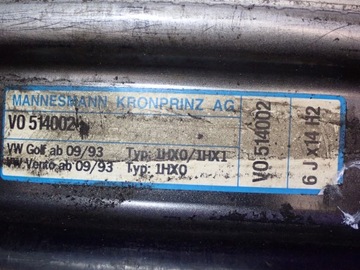 MANNESMANN KRONPRINZ AG
VO 514002
VW Golf ab 09/93 Typ: 1HX0/1HX1
VW Vento ab 09/93 Typ: 1HX0
VO 514002
6 J x14 H2